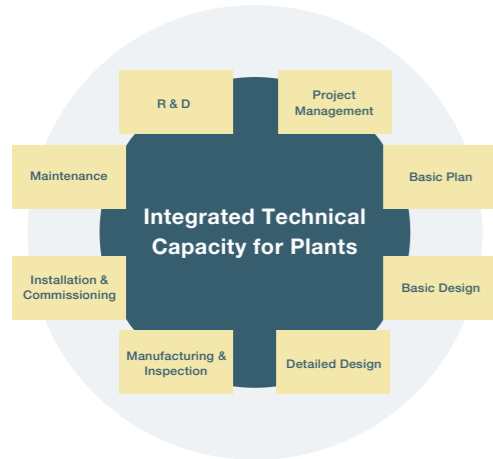 R & D
Project
Management
Maintenance
Basic Plan
Integrated Technical
Capacity for Plants
Installation &
Commissioning
Basic Design
Manufacturing &
Inspection
Detailed Design